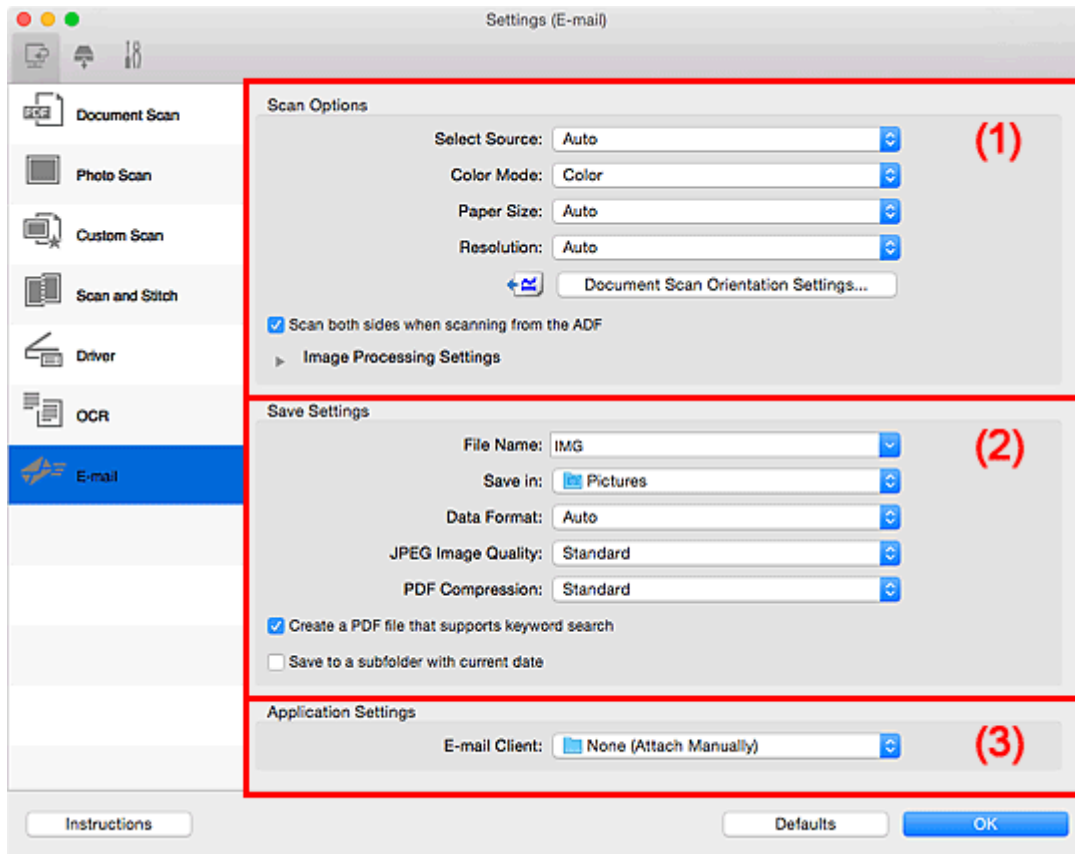 Settings (E-mail)
Document Scan
Photo Scan
Custom Scan
Scan and Stitch
Driver
OCR
E-mail
Scan Options
(1)
Select Source: Auto
Color Mode: Color
Paper Size: Auto
Resolution: Auto
Document Scan Orientation Settings...
Scan both sides when scanning from the ADF
Image Processing Settings
Save Settings
(2)
File Name: IMG
Save in: Pictures
Data Format: Auto
JPEG Image Quality: Standard
PDF Compression: Standard
Create a PDF file that supports keyword search
Save to a subfolder with current date
Application Settings
(3)
E-mail Client: None (Attach Manually)
Instructions
Defaults
OK